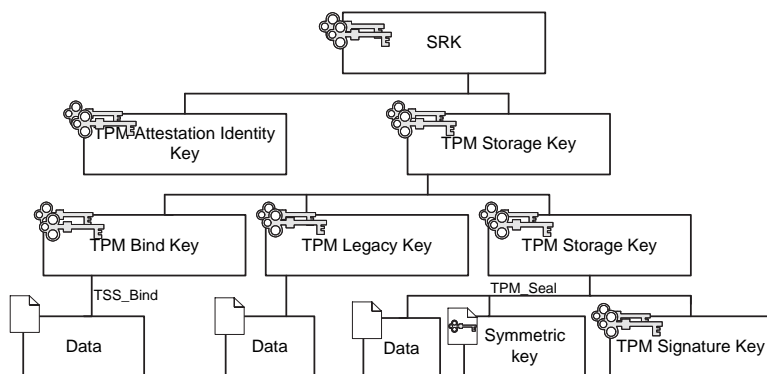 SRK
TPM Attestation Identity
Key
TPM Storage Key
TPM Bind Key
TPM Legacy Key
TPM Storage Key
TSS_Bind
TPM_Seal
Data
Data
Data
Symmetric
key
TPM Signature Key